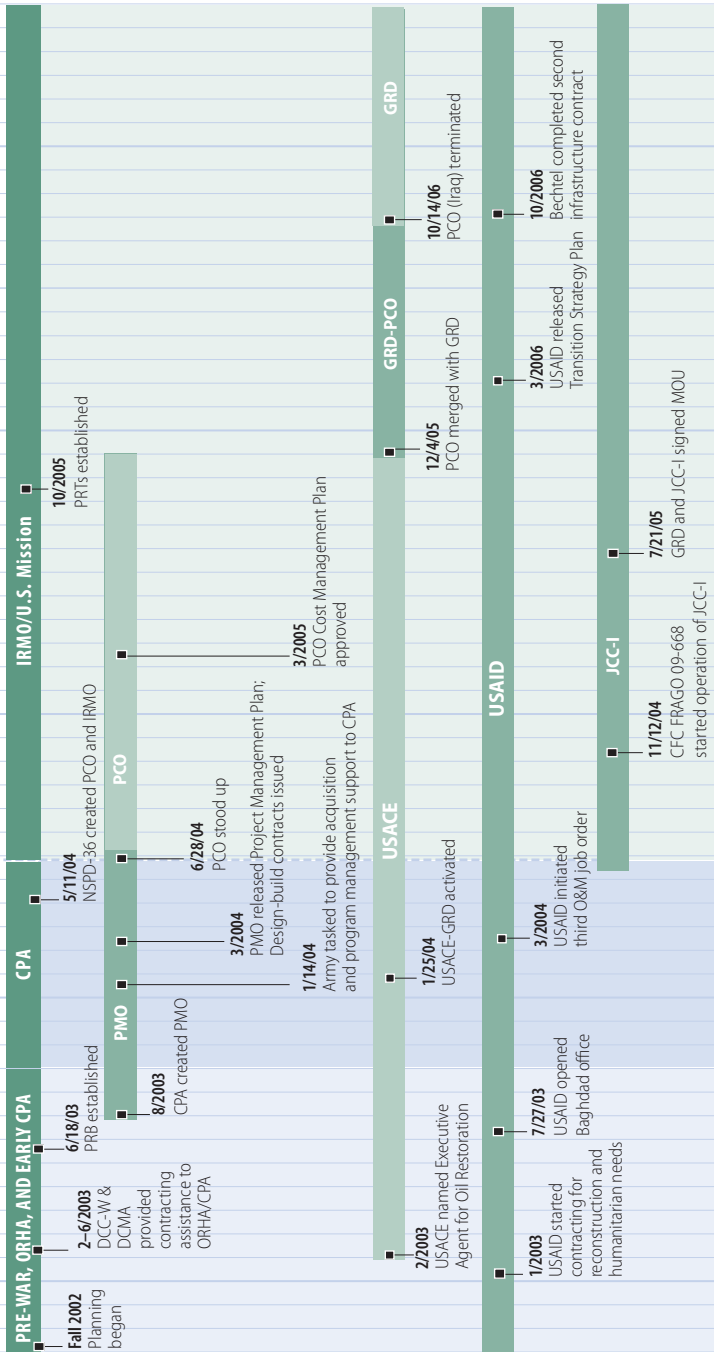 PRE-WAR, ORHA, AND EARLY CPA
CPA
IRMO/U.S. Mission
Fall 2002
Planning
began
2–6/2003
DCC-W &
DCMA
provided
contracting
assistance to
ORHA/CPA
6/18/03
PRB established
5/11/04
NSPD-36 created PCO and IRMO
10/2005
PRTs established
PMO
PCO
8/2003
CPA created PMO
1/14/04
Army tasked to provide acquisition
and program management support to CPA
3/2004
PMO released Project Management Plan;
Design-build contracts issued
6/28/04
PCO stood up
3/2005
PCO Cost Management Plan
approved
USACE
GRD-PCO
GRD
2/2003
USACE named Executive
Agent for Oil Restoration
1/25/04
USACE-GRD activated
12/4/05
PCO merged with GRD
10/14/06
PCO (Iraq) terminated
USAID
1/2003
USAID started
contracting for
reconstruction and
humanitarian needs
7/27/03
USAID opened
Baghdad office
3/2004
USAID initiated
third O&M job order
3/2006
USAID released
Transition Strategy Plan
10/2006
Bechtel completed second
infrastructure contract
JCC-I
11/12/04
CFC FRAGO 09-668
started operation of JCC-I
7/21/05
GRD and JCC-I signed MOU